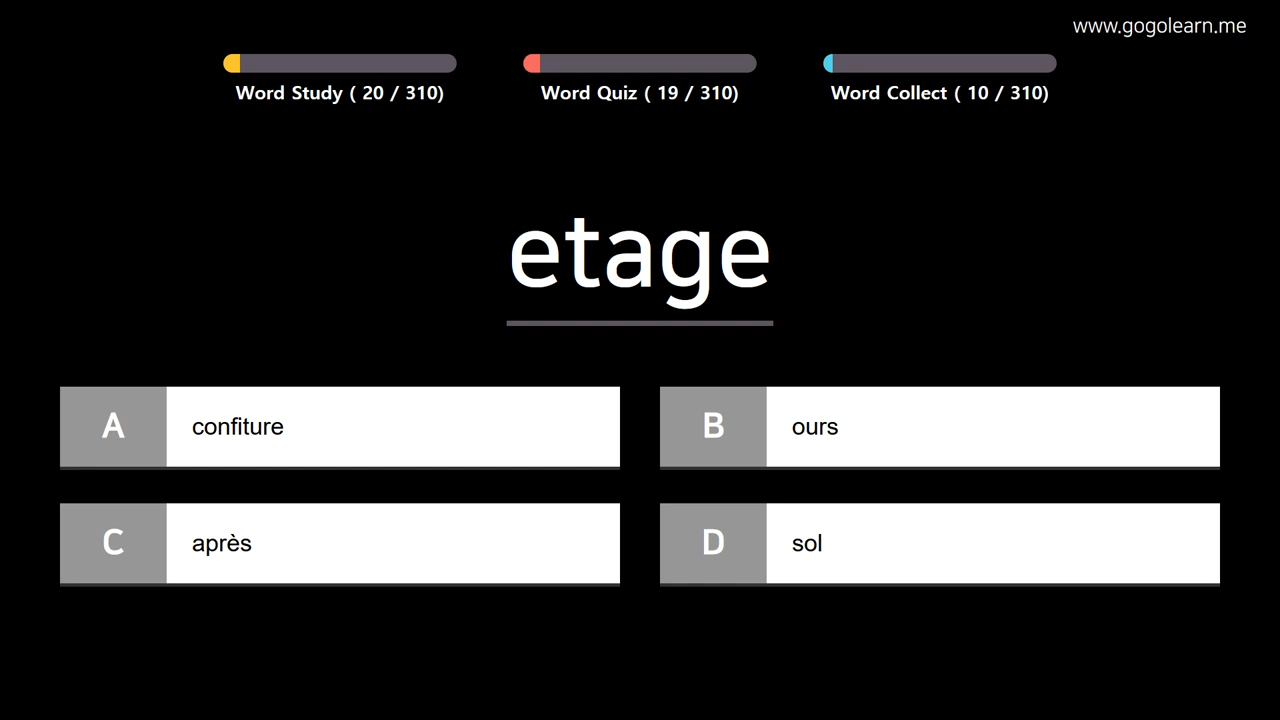 www.gogolearn.me
Word Study ( 20 / 310)
Word Quiz ( 19 / 310)
Word Collect ( 10 / 310)
etage
A confiture
B ours
C après
D sol